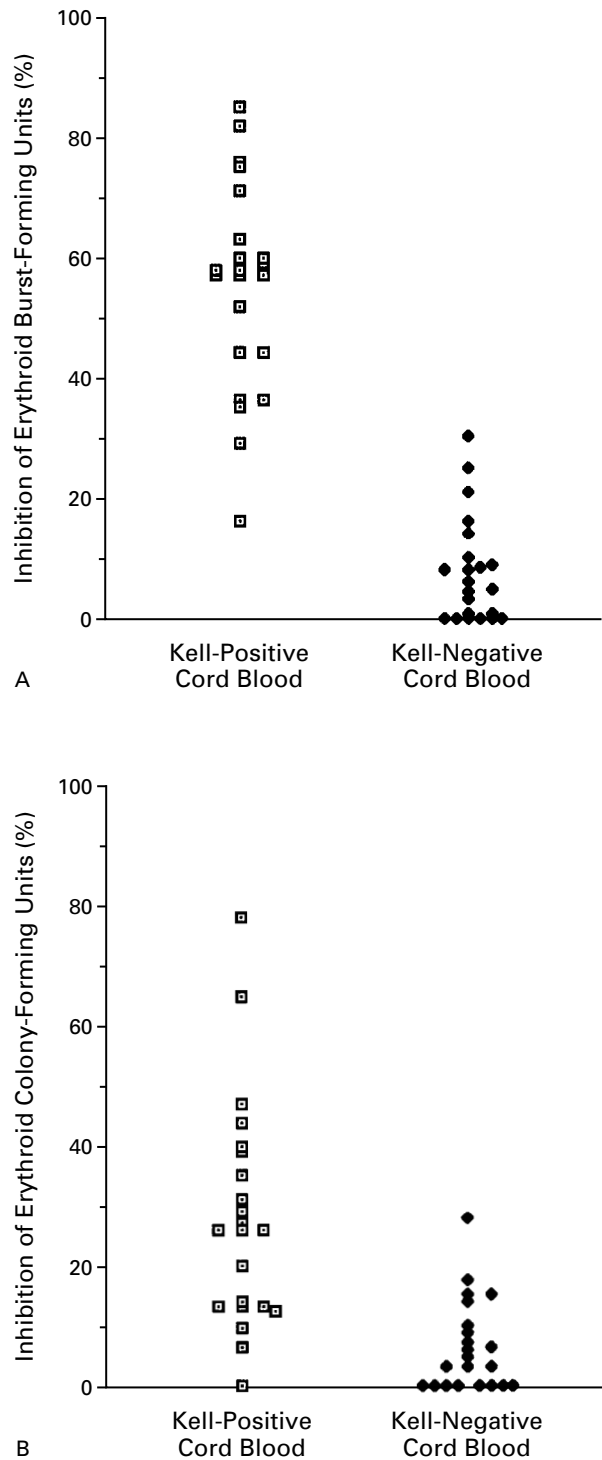 Inhibition of Erythroid Burst-Forming Units (%)
100
80
60
40
20
0
Kell-Positive
Cord Blood
Kell-Negative
Cord Blood
A
Inhibition of Erythroid Colony-Forming Units (%)
100
80
60
40
20
0
Kell-Positive
Cord Blood
Kell-Negative
Cord Blood
B